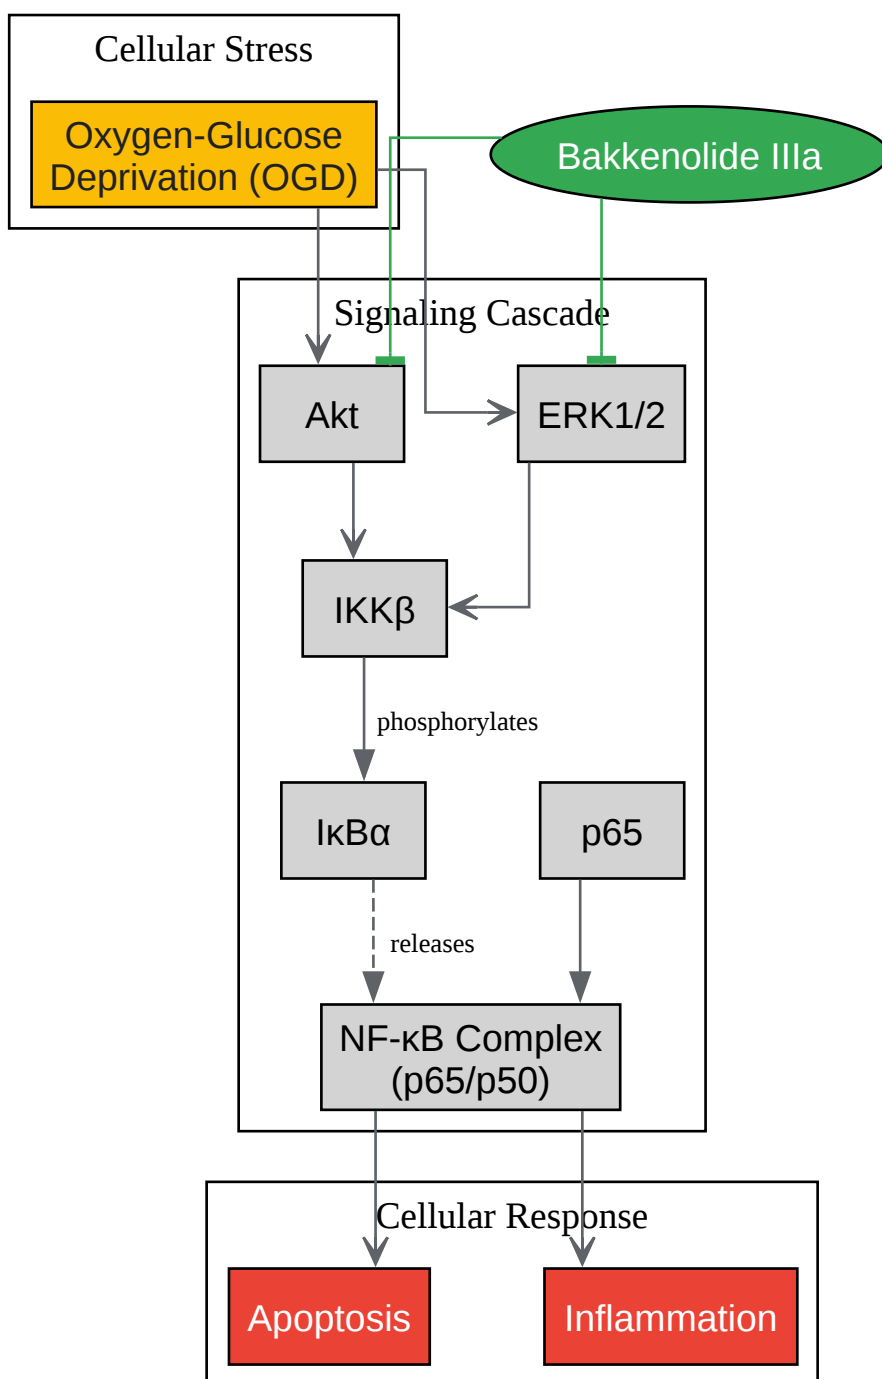 Cellular Stress
Oxygen-Glucose
Deprivation (OGD)
Bakkenolide IIIa
Signaling Cascade
Akt
ERK1/2
IKKβ
phosphorylates
IκBα
p65
releases
NF-κB Complex
(p65/p50)
Cellular Response
Apoptosis
Inflammation